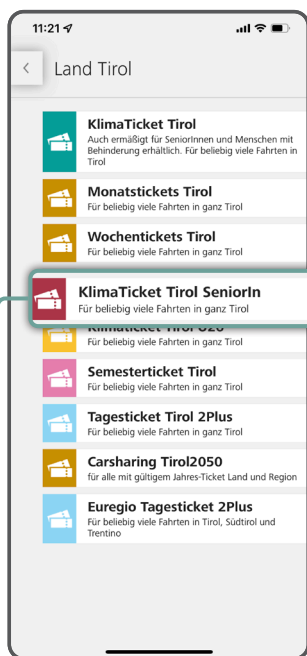 11:21
Land Tirol
KlimaTicket Tirol
Auch ermäßigt für SeniorInnen und Menschen mit
Behinderung erhältlich. Für beliebig viele Fahrten in
Tirol
Monatstickets Tirol
Für beliebig viele Fahrten in ganz Tirol
Wochentickets Tirol
Für beliebig viele Fahrten in ganz Tirol
KlimaTicket Tirol SeniorIn
Für beliebig viele Fahrten in ganz Tirol
Klimaticket Tirol U26
Für beliebig viele Fahrten in ganz Tirol
Semesterticket Tirol
Für beliebig viele Fahrten in ganz Tirol
Tagesticket Tirol 2Plus
Für beliebig viele Fahrten in ganz Tirol
Carsharing Tirol2050
für alle mit gültigem Jahres-Ticket Land und Region
Euregio Tagesticket 2Plus
Für beliebig viele Fahrten in Tirol, Südtirol und
Trentino